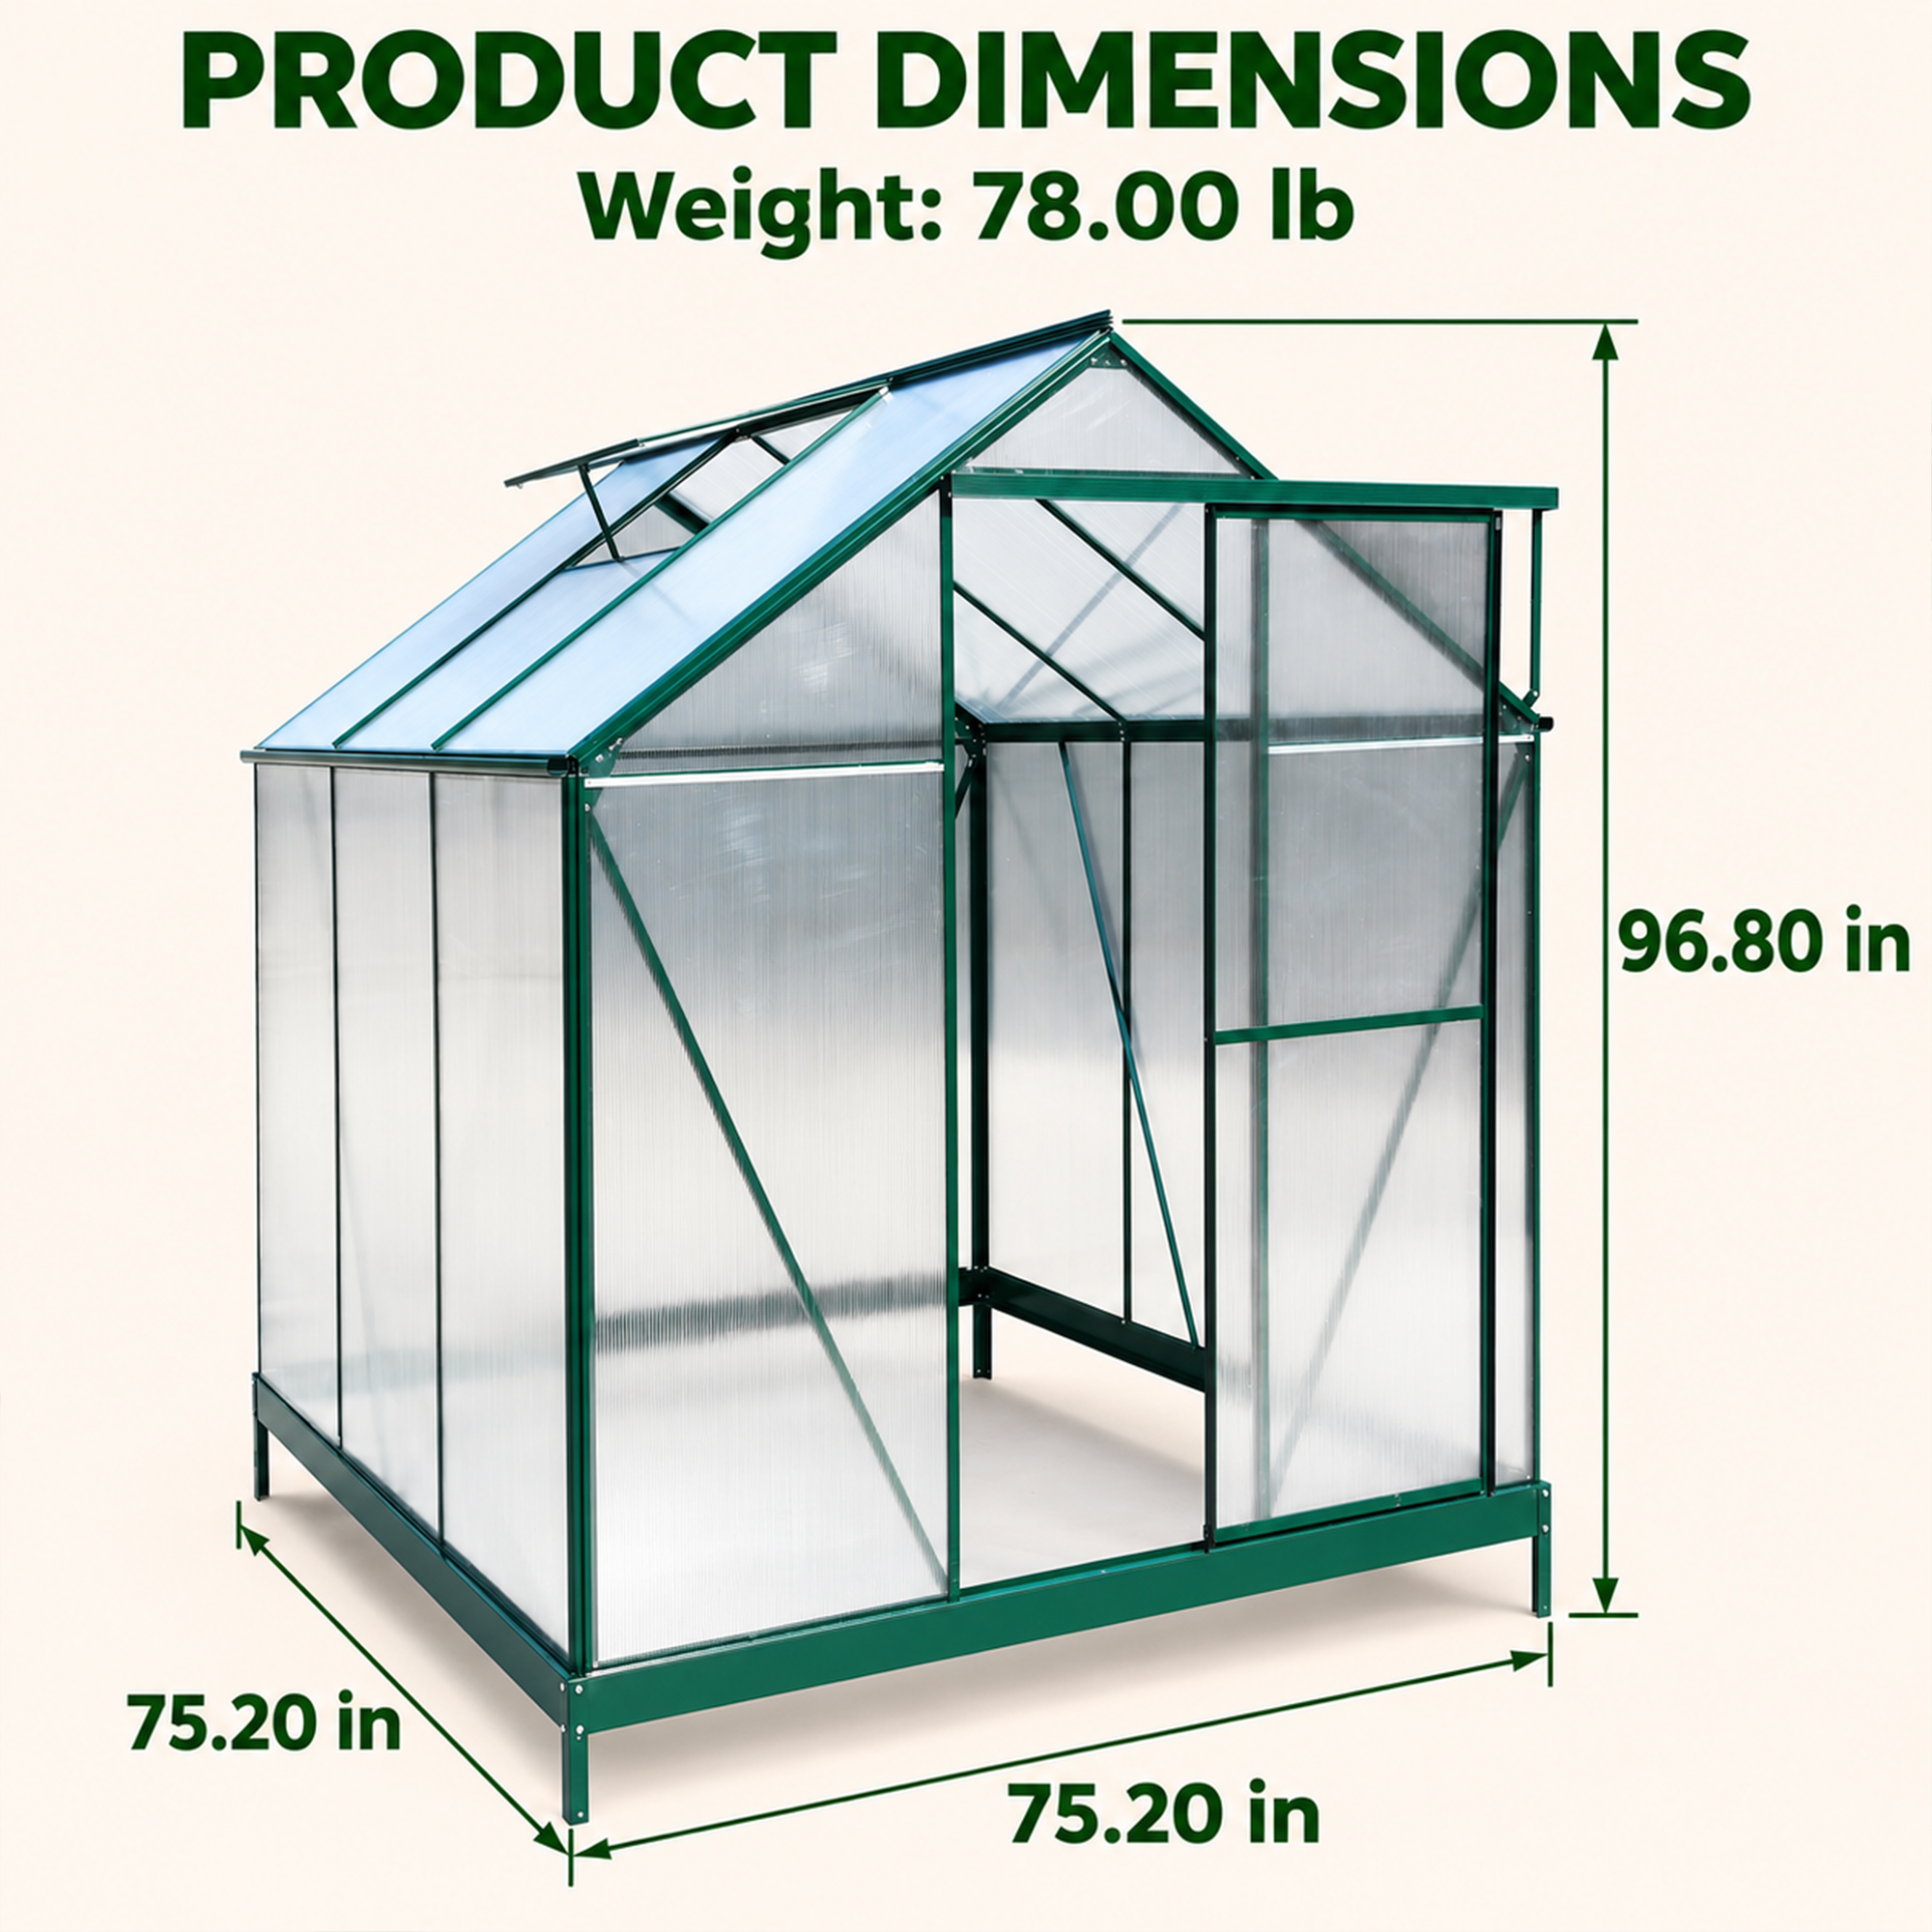 PRODUCT DIMENSIONS
Weight: 78.00 lb
96.80 in
75.20 in
75.20 in